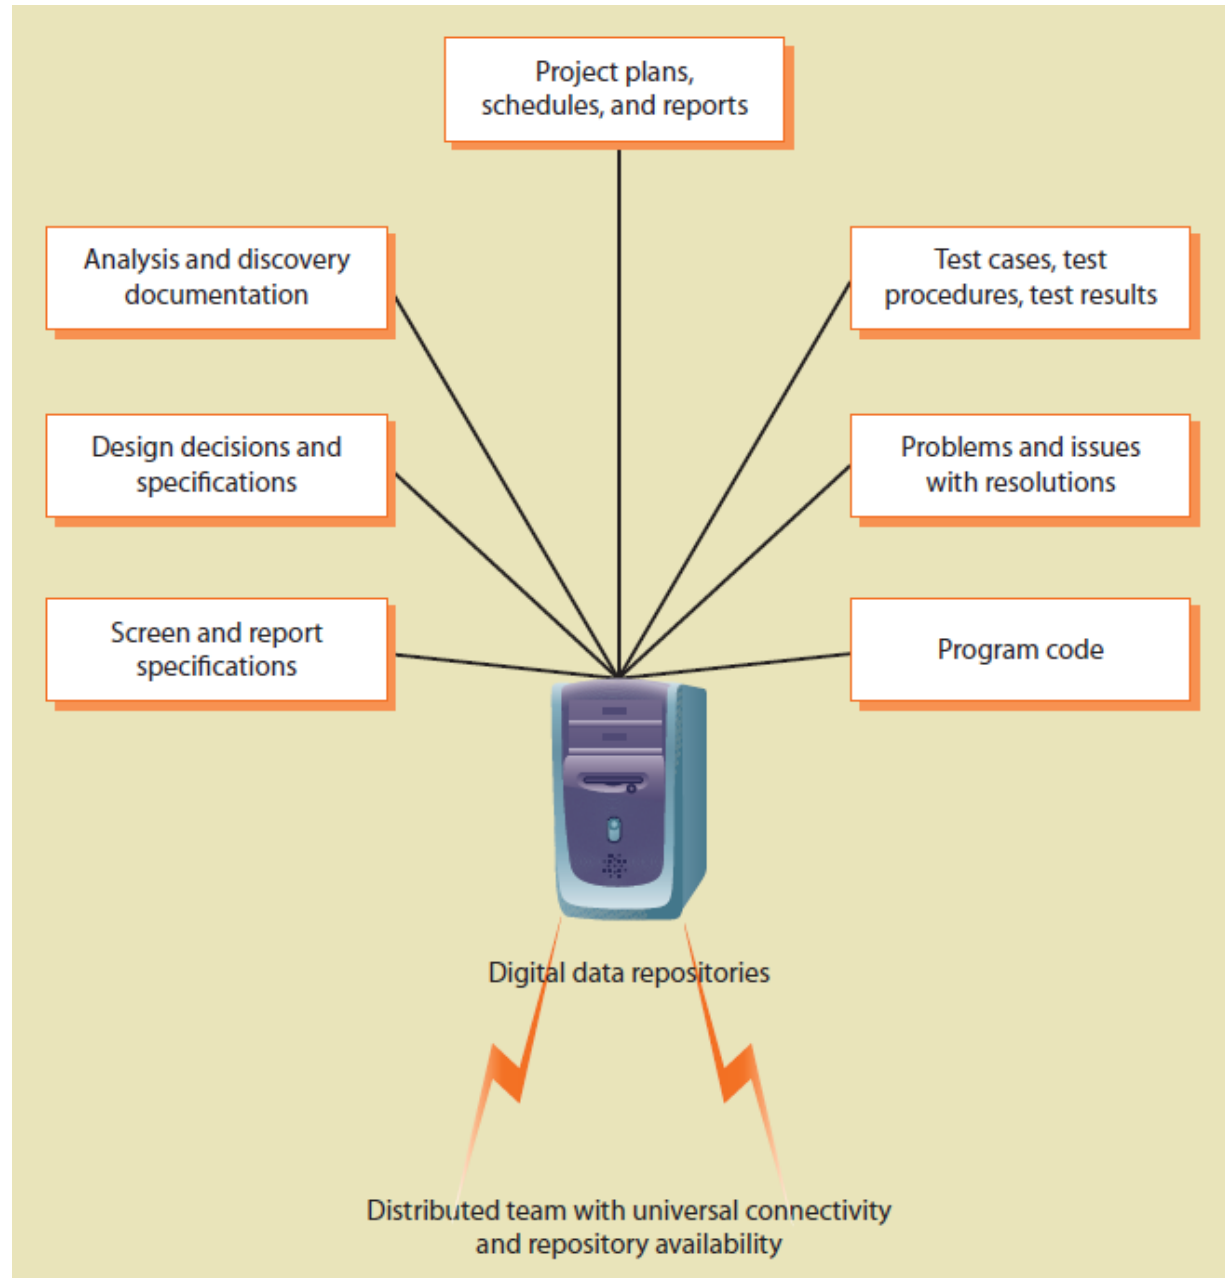 Project plans,
schedules, and reports
Analysis and discovery
documentation
Test cases, test
procedures, test results
Design decisions and
specifications
Problems and issues
with resolutions
Screen and report
specifications
Program code
Digital data repositories
Distributed team with universal connectivity
and repository availability